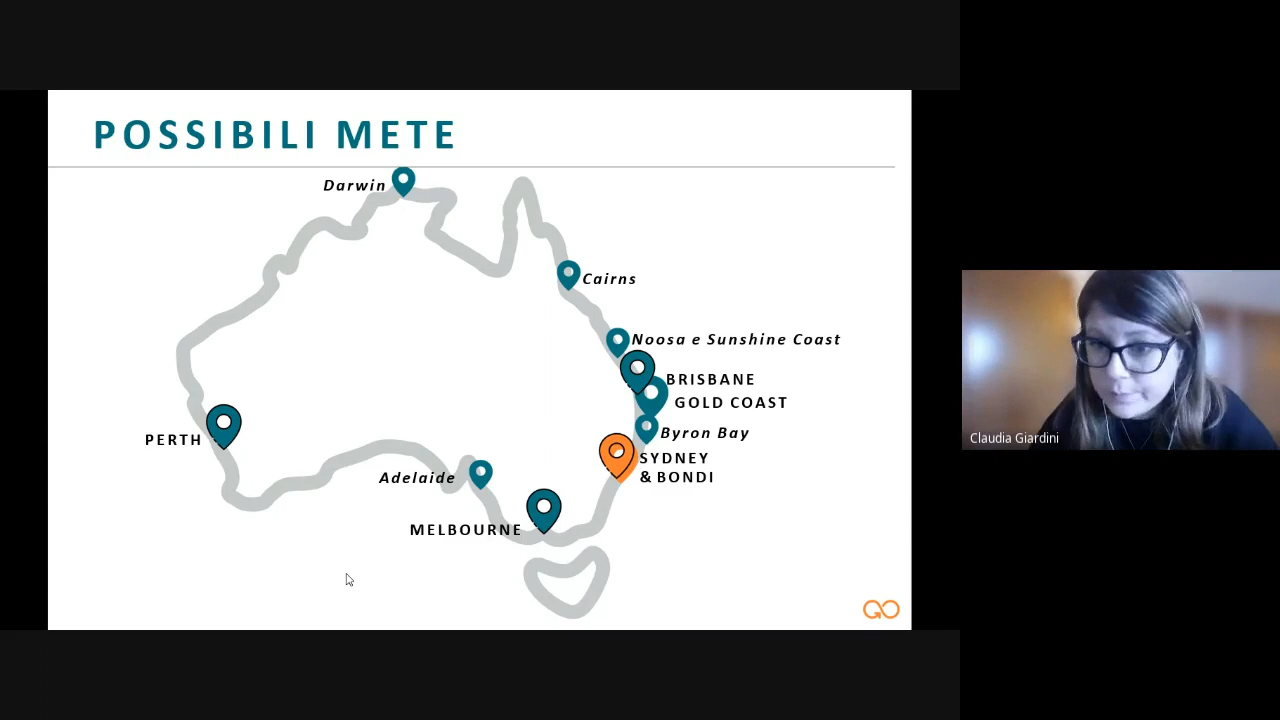 POSSIBILI METE
Darwin
Cairns
Noosa e Sunshine Coast
BRISBANE
GOLD COAST
Byron Bay
PERTH
SYDNEY
& BONDI
Adelaide
MELBOURNE
GO
Claudia Giardini